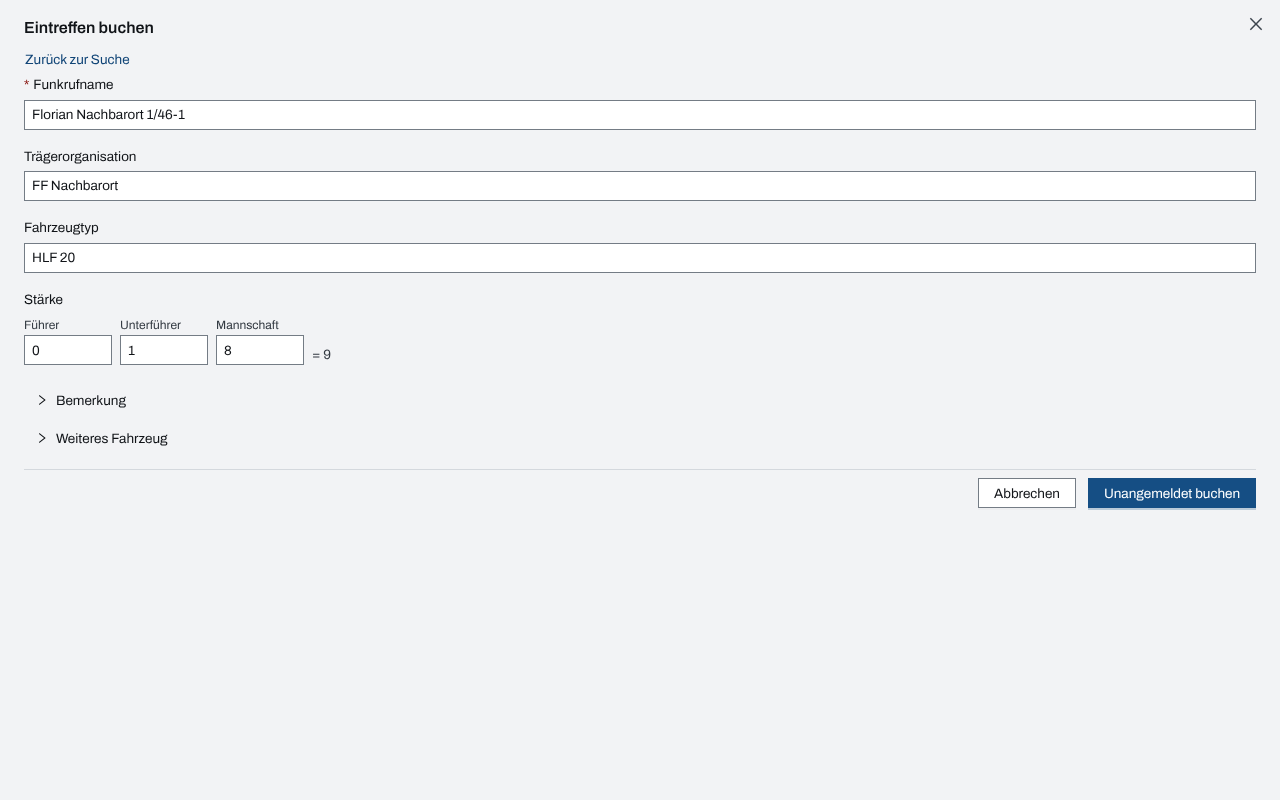 Eintreffen buchen
Zurück zur Suche
* Funkrufname
Florian Nachbarort 1/46-1
Trägerorganisation
FF Nachbarort
Fahrzeugtyp
HLF 20
Stärke
Führer Unterführer Mannschaft
0 1 8 = 9
Bemerkung
Weiteres Fahrzeug
Abbrechen Unangemeldet buchen